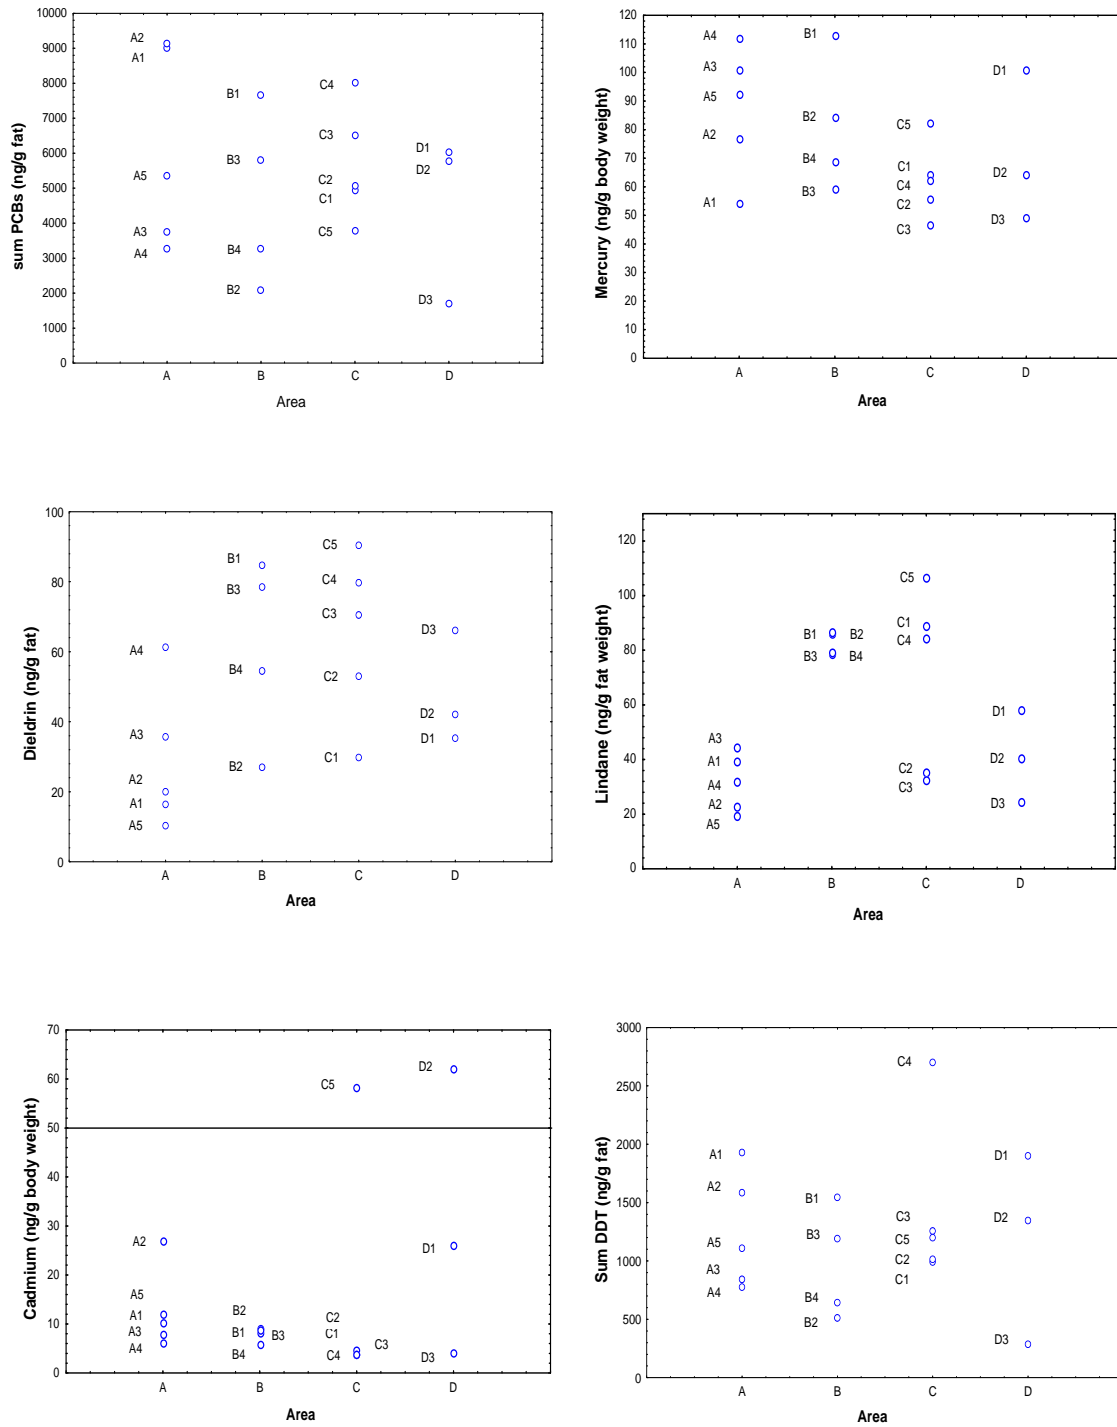 sum PCBs (ng/g fat)
10000
9000
8000
7000
6000
5000
4000
3000
2000
1000
0
A2
A1
A5
A3
A4
B1
B3
B4
B2
C4
C3
C2
C1
C5
D1
D2
D3
A B C D
Area
Mercury (ng/g body weight)
120
110
100
90
80
70
60
50
40
30
20
10
0
A4
A3
A5
A2
A1
B1
B2
B4
B3
C5
C1
C4
C2
C3
D1
D2
D3
A B C D
Area
Dieldrin (ng/g fat)
100
80
60
40
20
0
A4
A3
A2
A1
A5
B1
B3
B4
B2
C5
C4
C3
C2
C1
D3
D2
D1
A B C D
Area
Lindane (ng/g fat weight)
120
100
80
60
40
20
0
A3
A1
A4
A2
A5
B1 B2
B3 B4
C5
C1
C4
C2
C3
D1
D2
D3
A B C D
Area
Cadmium (ng/g body weight)
70
60
50
40
30
20
10
0
A2
A5
A1
A3
A4
B2
B1 B3
B4
C5
C2
C1
C3
C4
D2
D1
D3
A B C D
Area
Sum DDT (ng/g fat)
3000
2500
2000
1500
1000
500
0
A1
A2
A5
A3
A4
B1
B3
B4
B2
C4
C3
C5
C2
C1
D1
D2
D3
A B C D
Area